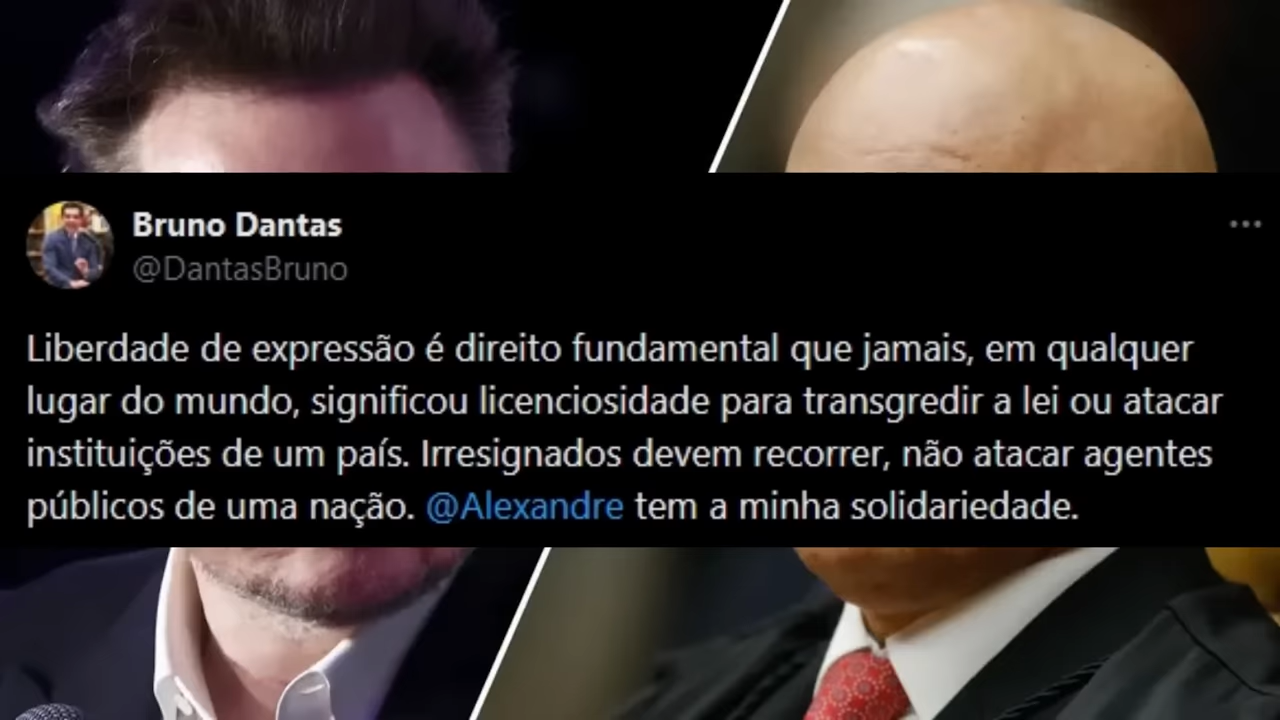 Bruno Dantas
@DantasBruno
Liberdade de expressão é direito fundamental que jamais, em qualquer
lugar do mundo, significou licenciosidade para transgredir a lei ou atacar
instituições de um país. Irresignados devem recorrer, não atacar agentes
públicos de uma nação. @Alexandre tem a minha solidariedade.